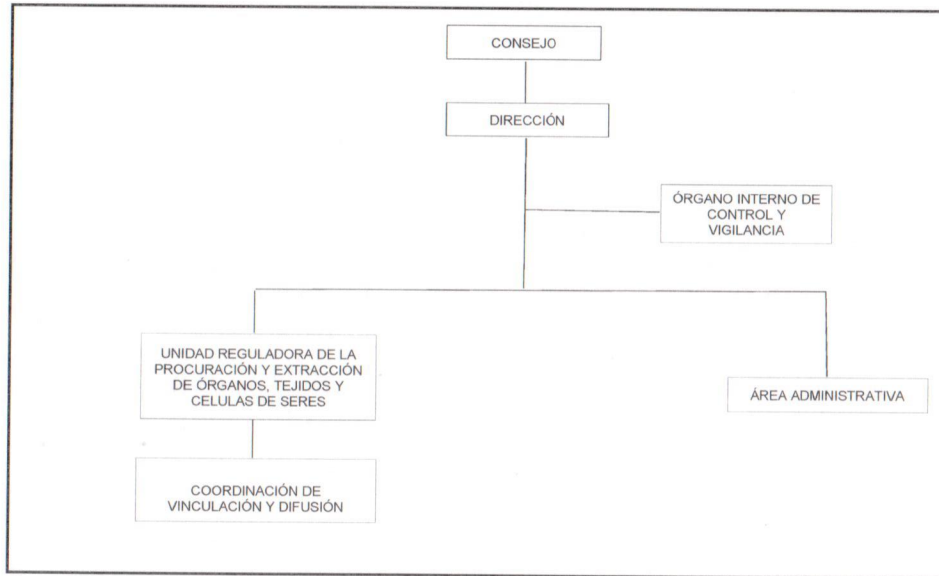 CONSEJO
DIRECCIÓN
ÓRGANO INTERNO DE
CONTROL Y
VIGILANCIA
UNIDAD REGULADORA DE LA
PROCURACIÓN Y EXTRACCIÓN
DE ÓRGANOS, TEJIDOS Y
CELULAS DE SERES
ÁREA ADMINISTRATIVA
COORDINACIÓN DE
VINCULACIÓN Y DIFUSIÓN